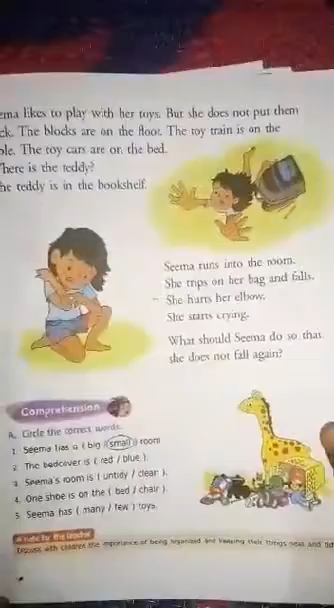 ema likes to play with her toys. But she does not put them
ck. The blocks are on the floor. The toy train is on the
ble. The toy cars are on the bed.
here is the teddy?
he teddy is in the bookshelf.
Seema runs into the room.
She trips on her bag and falls.
She hurts her elbow.
She starts crying.
What should Seema do so that
she does not fall again?
Comprehension
A. Circle the correct words.
1. Seema has a ( big / small ) room
2. The bedcover is ( red / blue ).
3. Seema's room is ( untidy / clean ).
4. One shoe is on the ( bed / chair ).
5. Seema has ( many / few ) toys.
A note for the teacher
Discuss with children the importance of being organized and keeping their things neat and tid